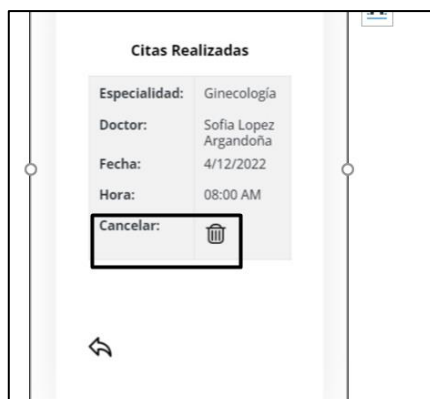 Citas Realizadas
Especialidad: Ginecología
Doctor: Sofia Lopez
Argandoña
Fecha: 4/12/2022
Hora: 08:00 AM
Cancelar: